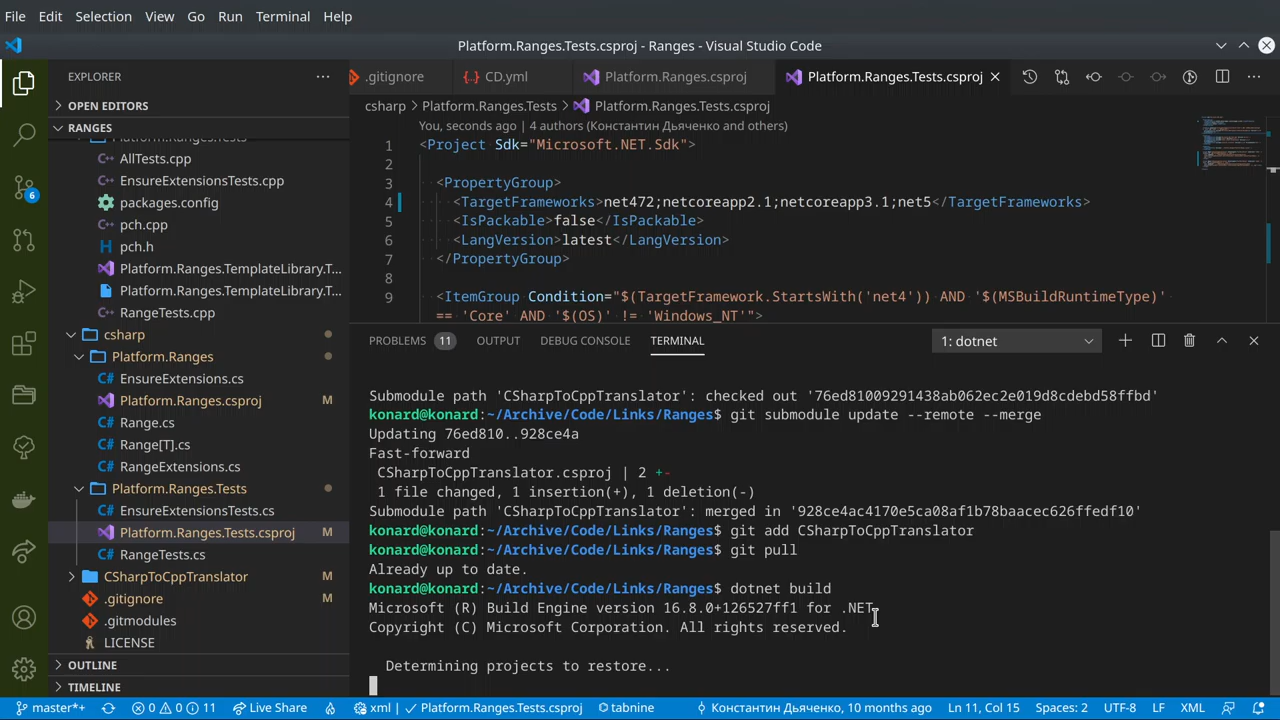 File Edit Selection View Go Run Terminal Help
Platform.Ranges.Tests.csproj - Ranges - Visual Studio Code
EXPLORER
OPEN EDITORS
RANGES
Platform.Ranges.Tests
AllTests.cpp
EnsureExtensionsTests.cpp
packages.config
pch.cpp
pch.h
Platform.Ranges.TemplateLibrary.T...
Platform.Ranges.TemplateLibrary.T...
RangeTests.cpp
csharp
Platform.Ranges
EnsureExtensions.cs
Platform.Ranges.csproj M
Range.cs
Range[T].cs
RangeExtensions.cs
Platform.Ranges.Tests
EnsureExtensionsTests.cs
Platform.Ranges.Tests.csproj M
RangeTests.cs
CSharpToCppTranslator M
.gitignore M
.gitmodules
LICENSE
OUTLINE
TIMELINE
6
.gitignore CD.yml Platform.Ranges.csproj Platform.Ranges.Tests.csproj
csharp > Platform.Ranges.Tests > Platform.Ranges.Tests.csproj
You, seconds ago | 4 authors (Константин Дьяченко and others)
1 <Project Sdk="Microsoft.NET.Sdk">
2
3 <PropertyGroup>
4 <TargetFrameworks>net472;netcoreapp2.1;netcoreapp3.1;net5</TargetFrameworks>
5 <IsPackable>false</IsPackable>
6 <LangVersion>latest</LangVersion>
7 </PropertyGroup>
8
9 <ItemGroup Condition="$(TargetFramework.StartsWith('net4')) AND '$(MSBuildRuntimeType)'
== 'Core' AND '$(OS)' != 'Windows_NT'">
PROBLEMS 11 OUTPUT DEBUG CONSOLE TERMINAL 1: dotnet
Submodule path 'CSharpToCppTranslator': checked out '76ed81009291438ab062ec2e019d8cdebd58ffbd'
konard@konard:~/Archive/Code/Links/Ranges$ git submodule update --remote --merge
Updating 76ed810..928ce4a
Fast-forward
CSharpToCppTranslator.csproj | 2 +-
1 file changed, 1 insertion(+), 1 deletion(-)
Submodule path 'CSharpToCppTranslator': merged in '928ce4ac4170e5ca08af1b78baacec626ffedf10'
konard@konard:~/Archive/Code/Links/Ranges$ git add CSharpToCppTranslator
konard@konard:~/Archive/Code/Links/Ranges$ git pull
Already up to date.
konard@konard:~/Archive/Code/Links/Ranges$ dotnet build
Microsoft (R) Build Engine version 16.8.0+126527ff1 for .NET
Copyright (C) Microsoft Corporation. All rights reserved.
Determining projects to restore...
master*+ 0 0 11 Live Share xml | ✓ Platform.Ranges.Tests.csproj tabnine Константин Дьяченко, 10 months ago Ln 11, Col 15 Spaces: 2 UTF-8 LF XML